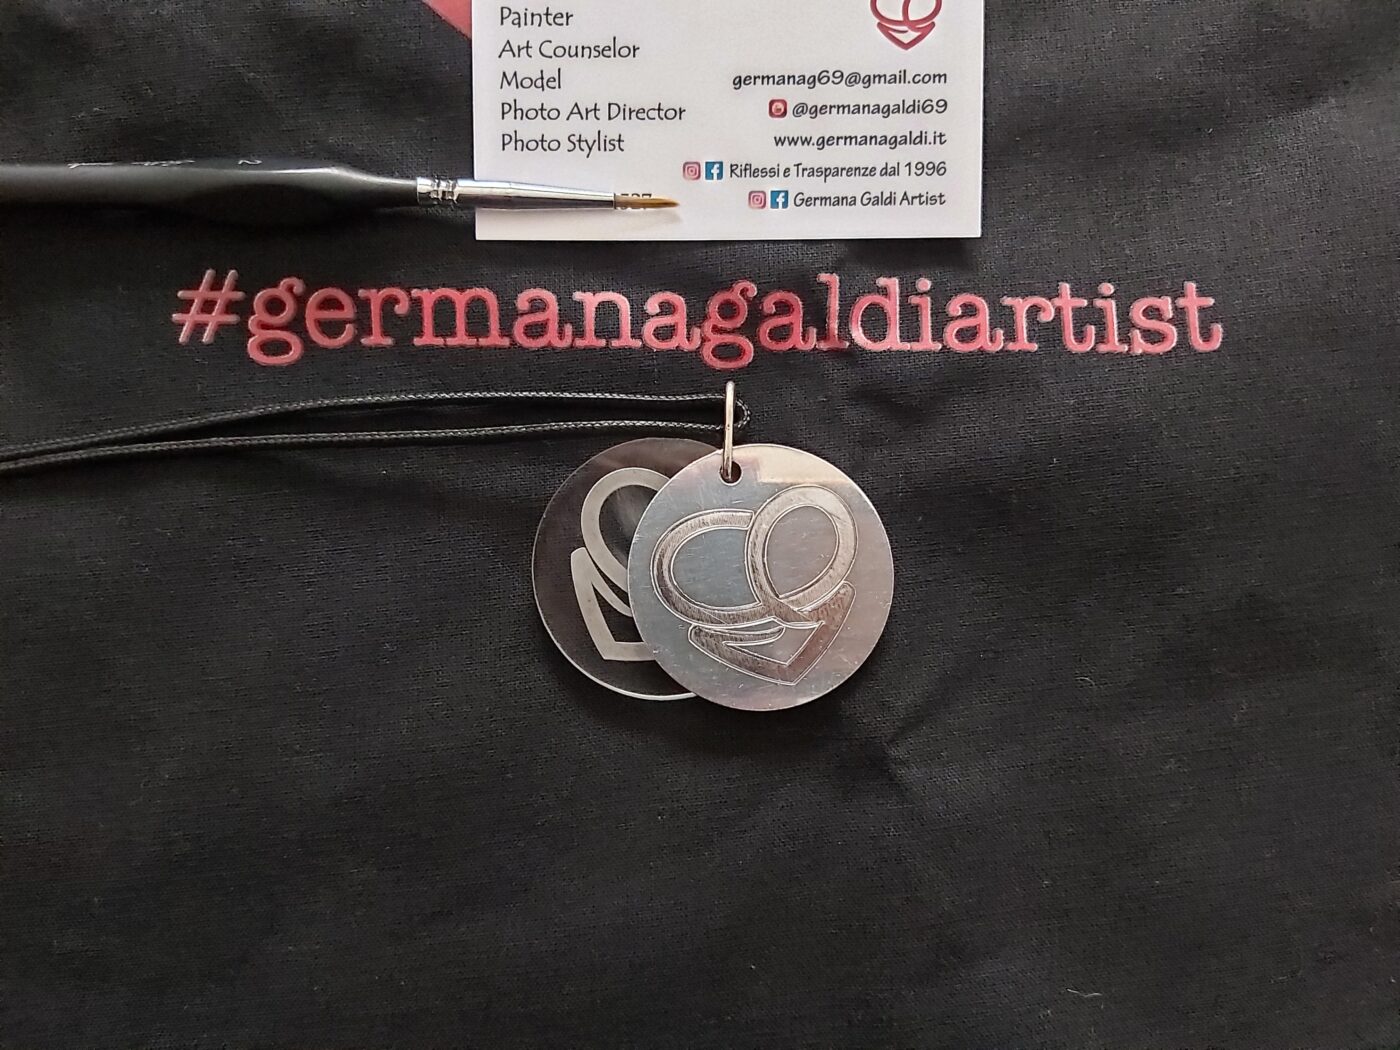 Painter
Art Counselor
Model
Photo Art Director
Photo Stylist
germanag69@gmail.com
@germanagaldi69
www.germanagaldi.it
Riflessi e Trasparenze dal 1996
Germana Galdi Artist
#germanagaldiartist